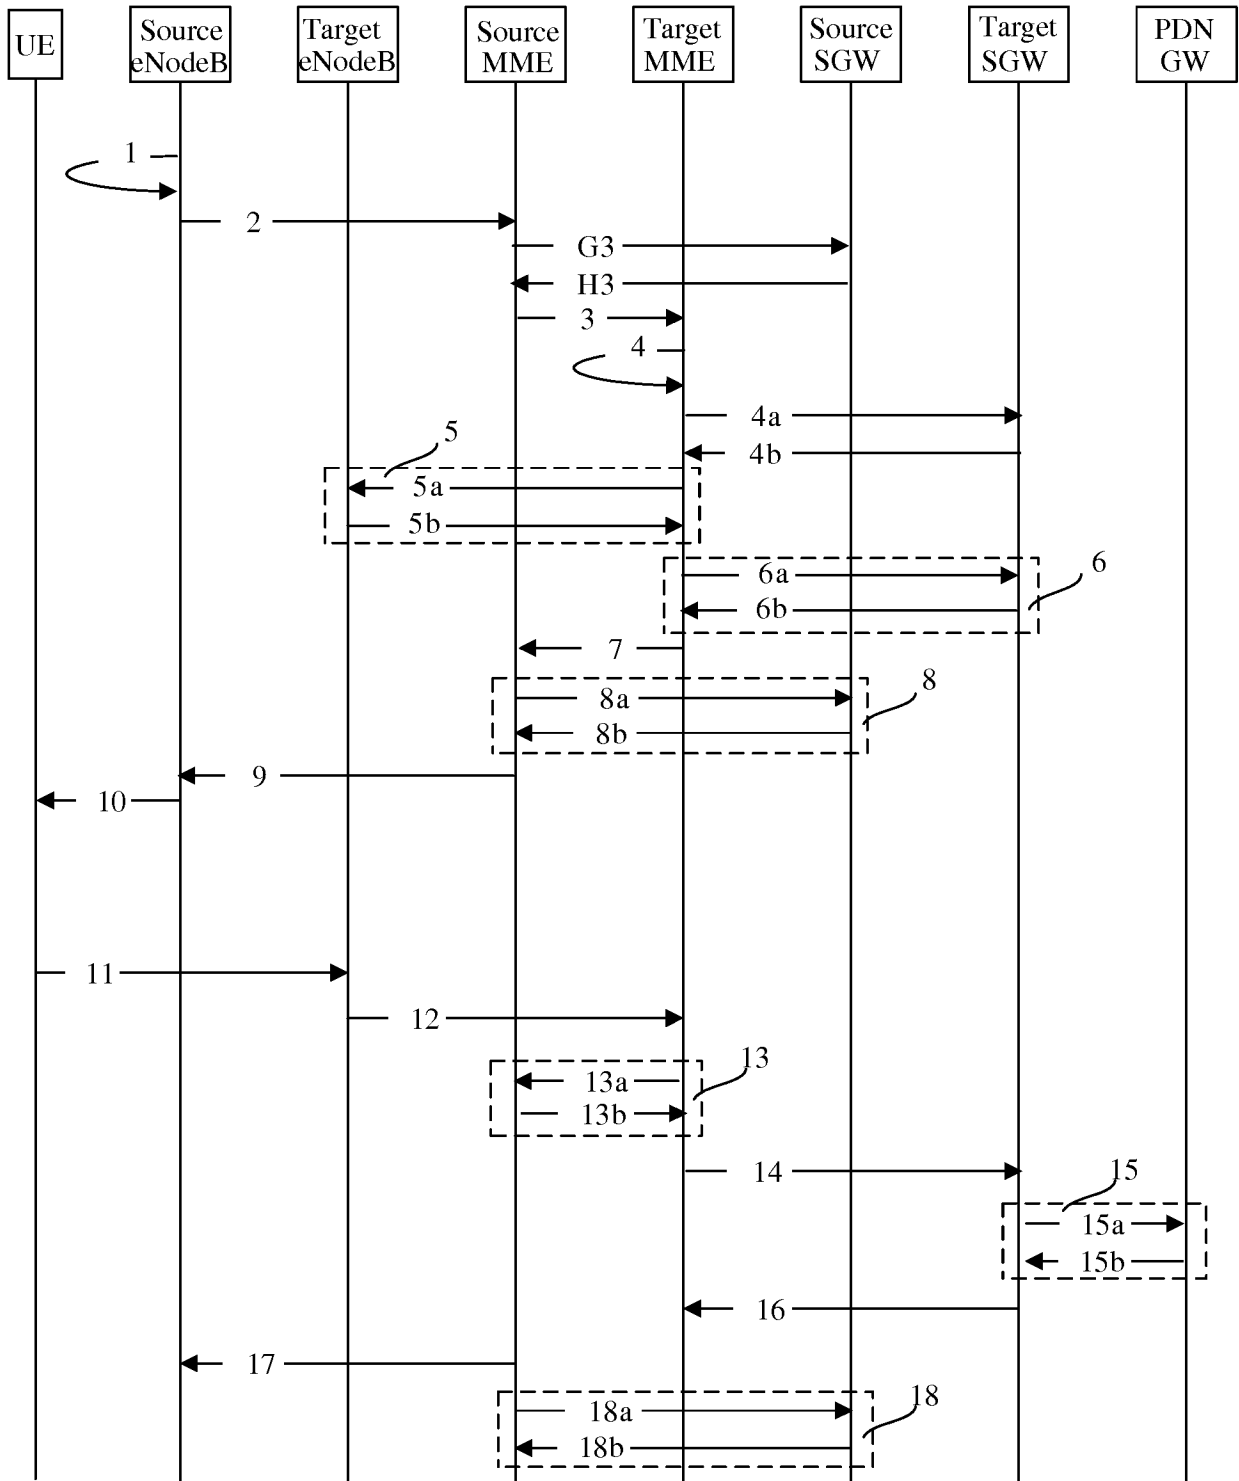 UE
Source
eNodeB
Target
eNodeB
Source
MME
Target
MME
Source
SGW
Target
SGW
PDN
GW
1
2
G3
H3
3
4
4a
5
4b
5a
5b
6
6a
6b
7
8
8a
8b
9
10
11
12
13
13a
13b
14
15
15a
15b
16
17
18
18a
18b